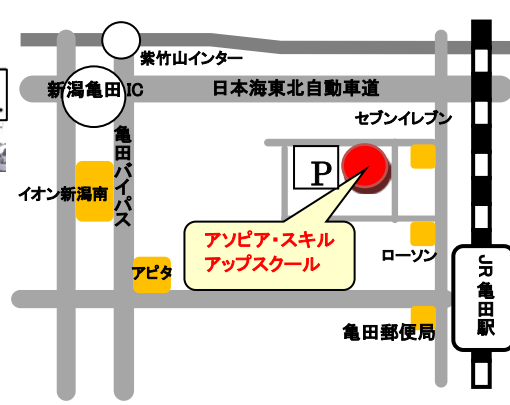 紫竹山インター
新潟亀田IC
日本海東北自動車道
セブンイレブン
亀田バイパス
P
イオン新潟南
アソピア・スキル
アップスクール
ローソン
JR亀田駅
アピタ
亀田郵便局